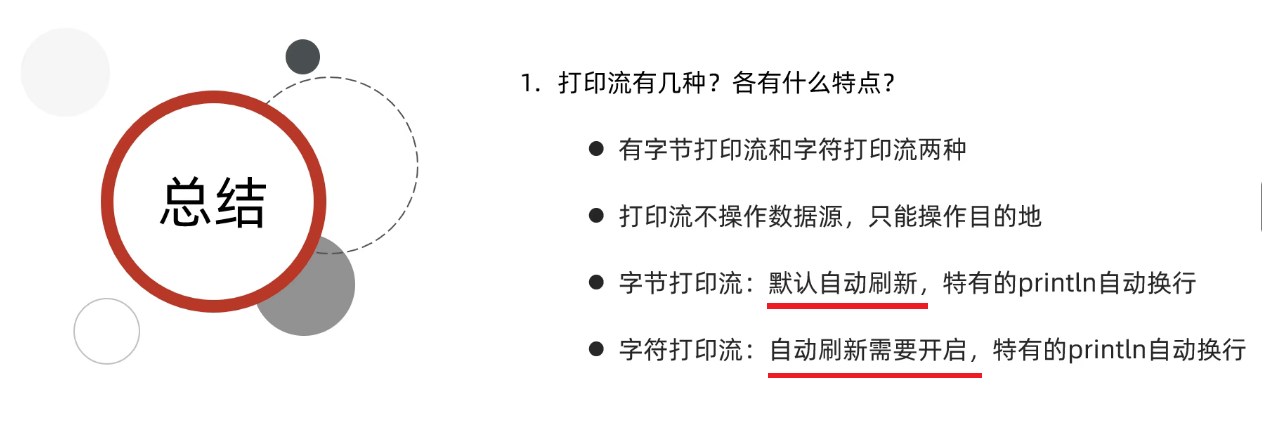 总结
1. 打印流有几种？各有什么特点？
● 有字节打印流和字符打印流两种
● 打印流不操作数据源，只能操作目的地
● 字节打印流：默认自动刷新，特有的println自动换行
● 字符打印流：自动刷新需要开启，特有的println自动换行